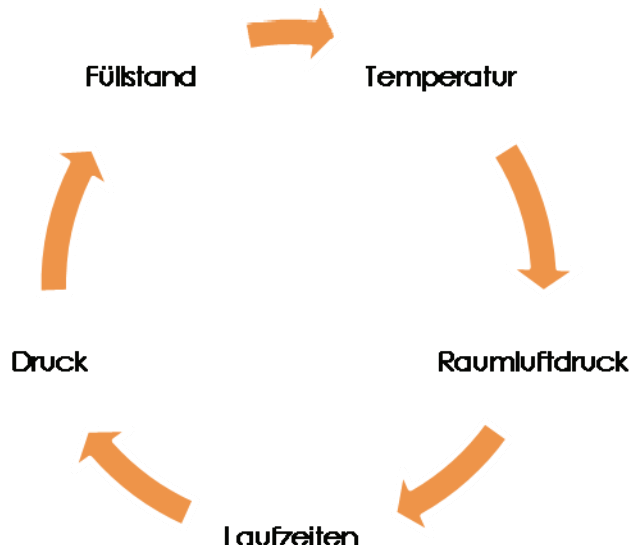 Füllstand
Temperatur
Druck
Raumluftdruck
Laufzeiten